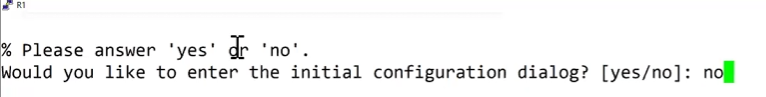 R1
% Please answer 'yes' or 'no'.
Would you like to enter the initial configuration dialog? [yes/no]: no